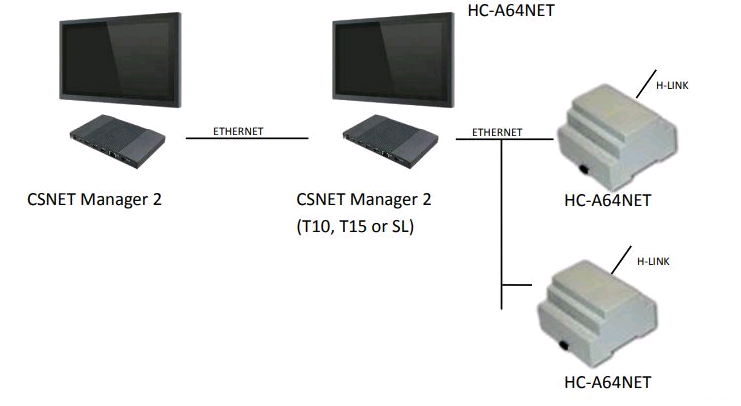 HC-A64NET
H-LINK
ETHERNET
ETHERNET
CSNET Manager 2
CSNET Manager 2
(T10, T15 or SL)
HC-A64NET
H-LINK
HC-A64NET